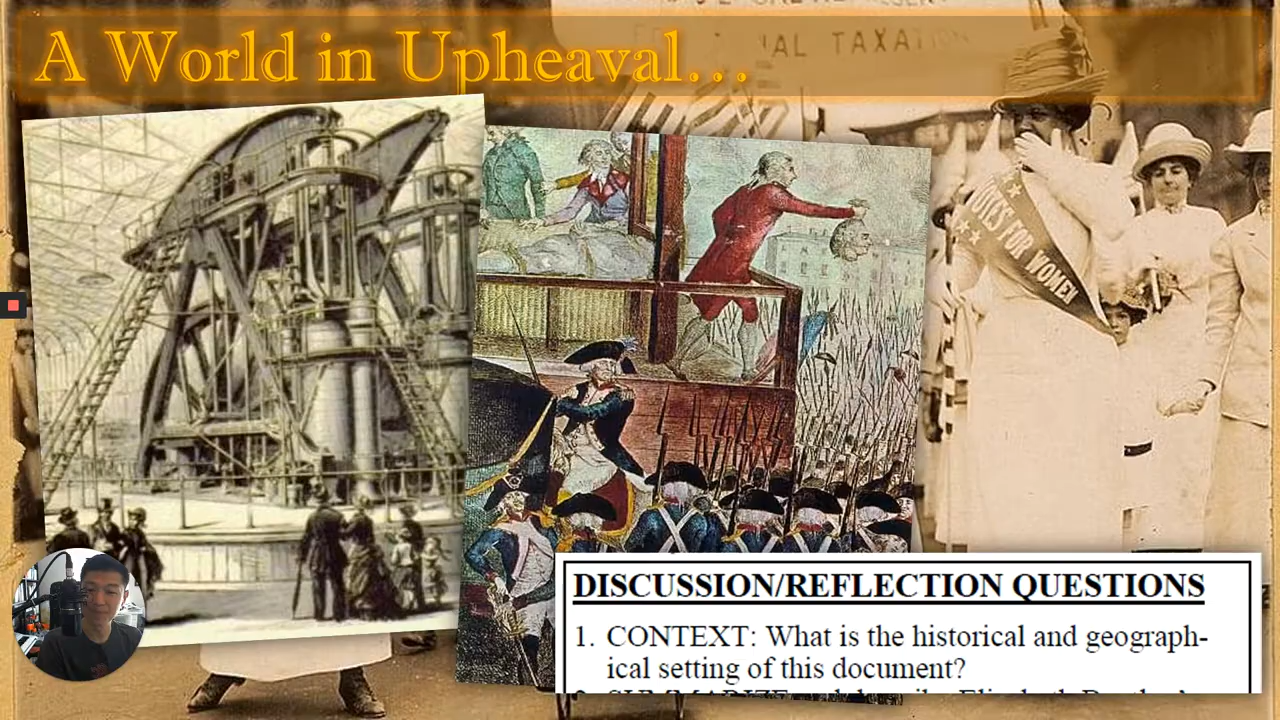 A World in Upheaval...
TAXATION
VOTES FOR WOMEN
DISCUSSION/REFLECTION QUESTIONS
1. CONTEXT: What is the historical and geograph-
ical setting of this document?